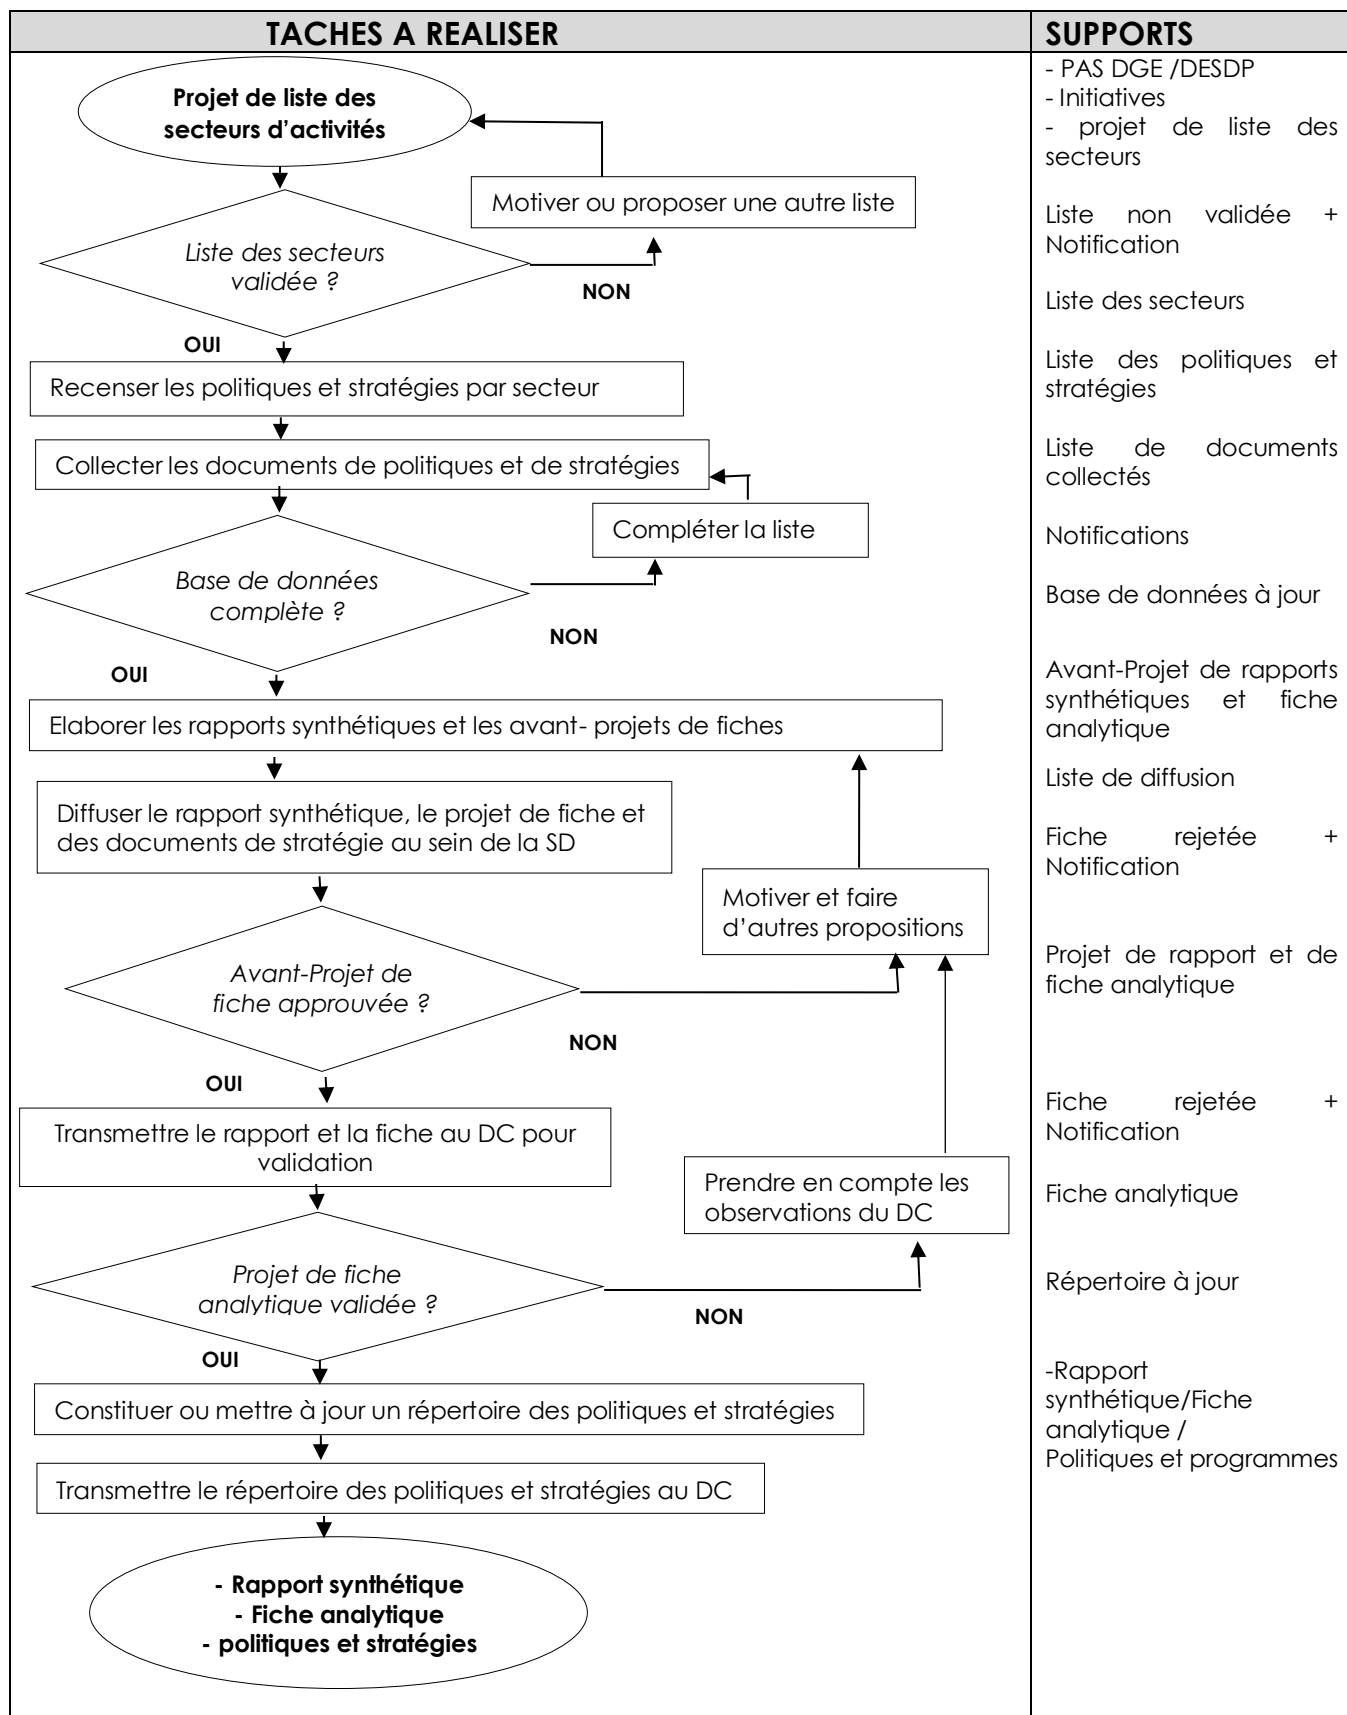 TACHES A REALISER
SUPPORTS
Projet de liste des
secteurs d'activités
Motiver ou proposer une autre liste
Liste des secteurs
validée ?
NON
OUI
Recenser les politiques et stratégies par secteur
Collecter les documents de politiques et de stratégies
Compléter la liste
Base de données
complète ?
NON
OUI
Elaborer les rapports synthétiques et les avant- projets de fiches
Diffuser le rapport synthétique, le projet de fiche et
des documents de stratégie au sein de la SD
Motiver et faire
d'autres propositions
Avant-Projet de
fiche approuvée ?
NON
OUI
Transmettre le rapport et la fiche au DC pour
validation
Prendre en compte les
observations du DC
Projet de fiche
analytique validée ?
NON
OUI
Constituer ou mettre à jour un répertoire des politiques et stratégies
Transmettre le répertoire des politiques et stratégies au DC
- Rapport synthétique
- Fiche analytique
- politiques et stratégies
- PAS DGE /DESDP
- Initiatives
- projet de liste des
secteurs
Liste non validée +
Notification
Liste des secteurs
Liste des politiques et
stratégies
Liste de documents
collectés
Notifications
Base de données à jour
Avant-Projet de rapports
synthétiques et fiche
analytique
Liste de diffusion
Fiche rejetée +
Notification
Projet de rapport et de
fiche analytique
Fiche rejetée +
Notification
Fiche analytique
Répertoire à jour
-Rapport
synthétique/Fiche
analytique /
Politiques et programmes